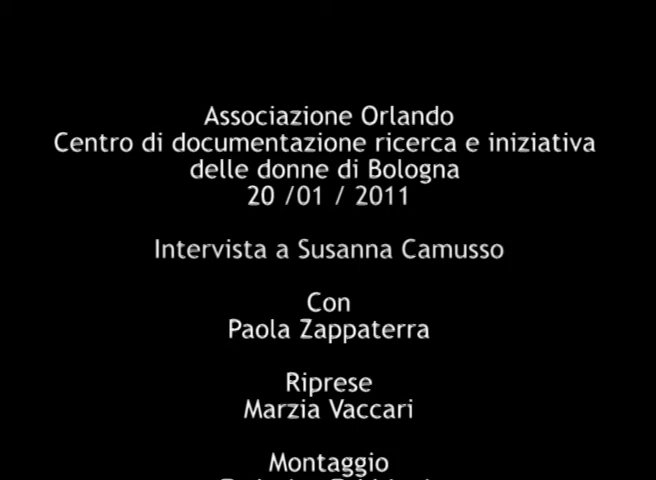 Associazione Orlando
Centro di documentazione ricerca e iniziativa
delle donne di Bologna
20 /01 / 2011
Intervista a Susanna Camusso
Con
Paola Zappaterra
Riprese
Marzia Vaccari
Montaggio